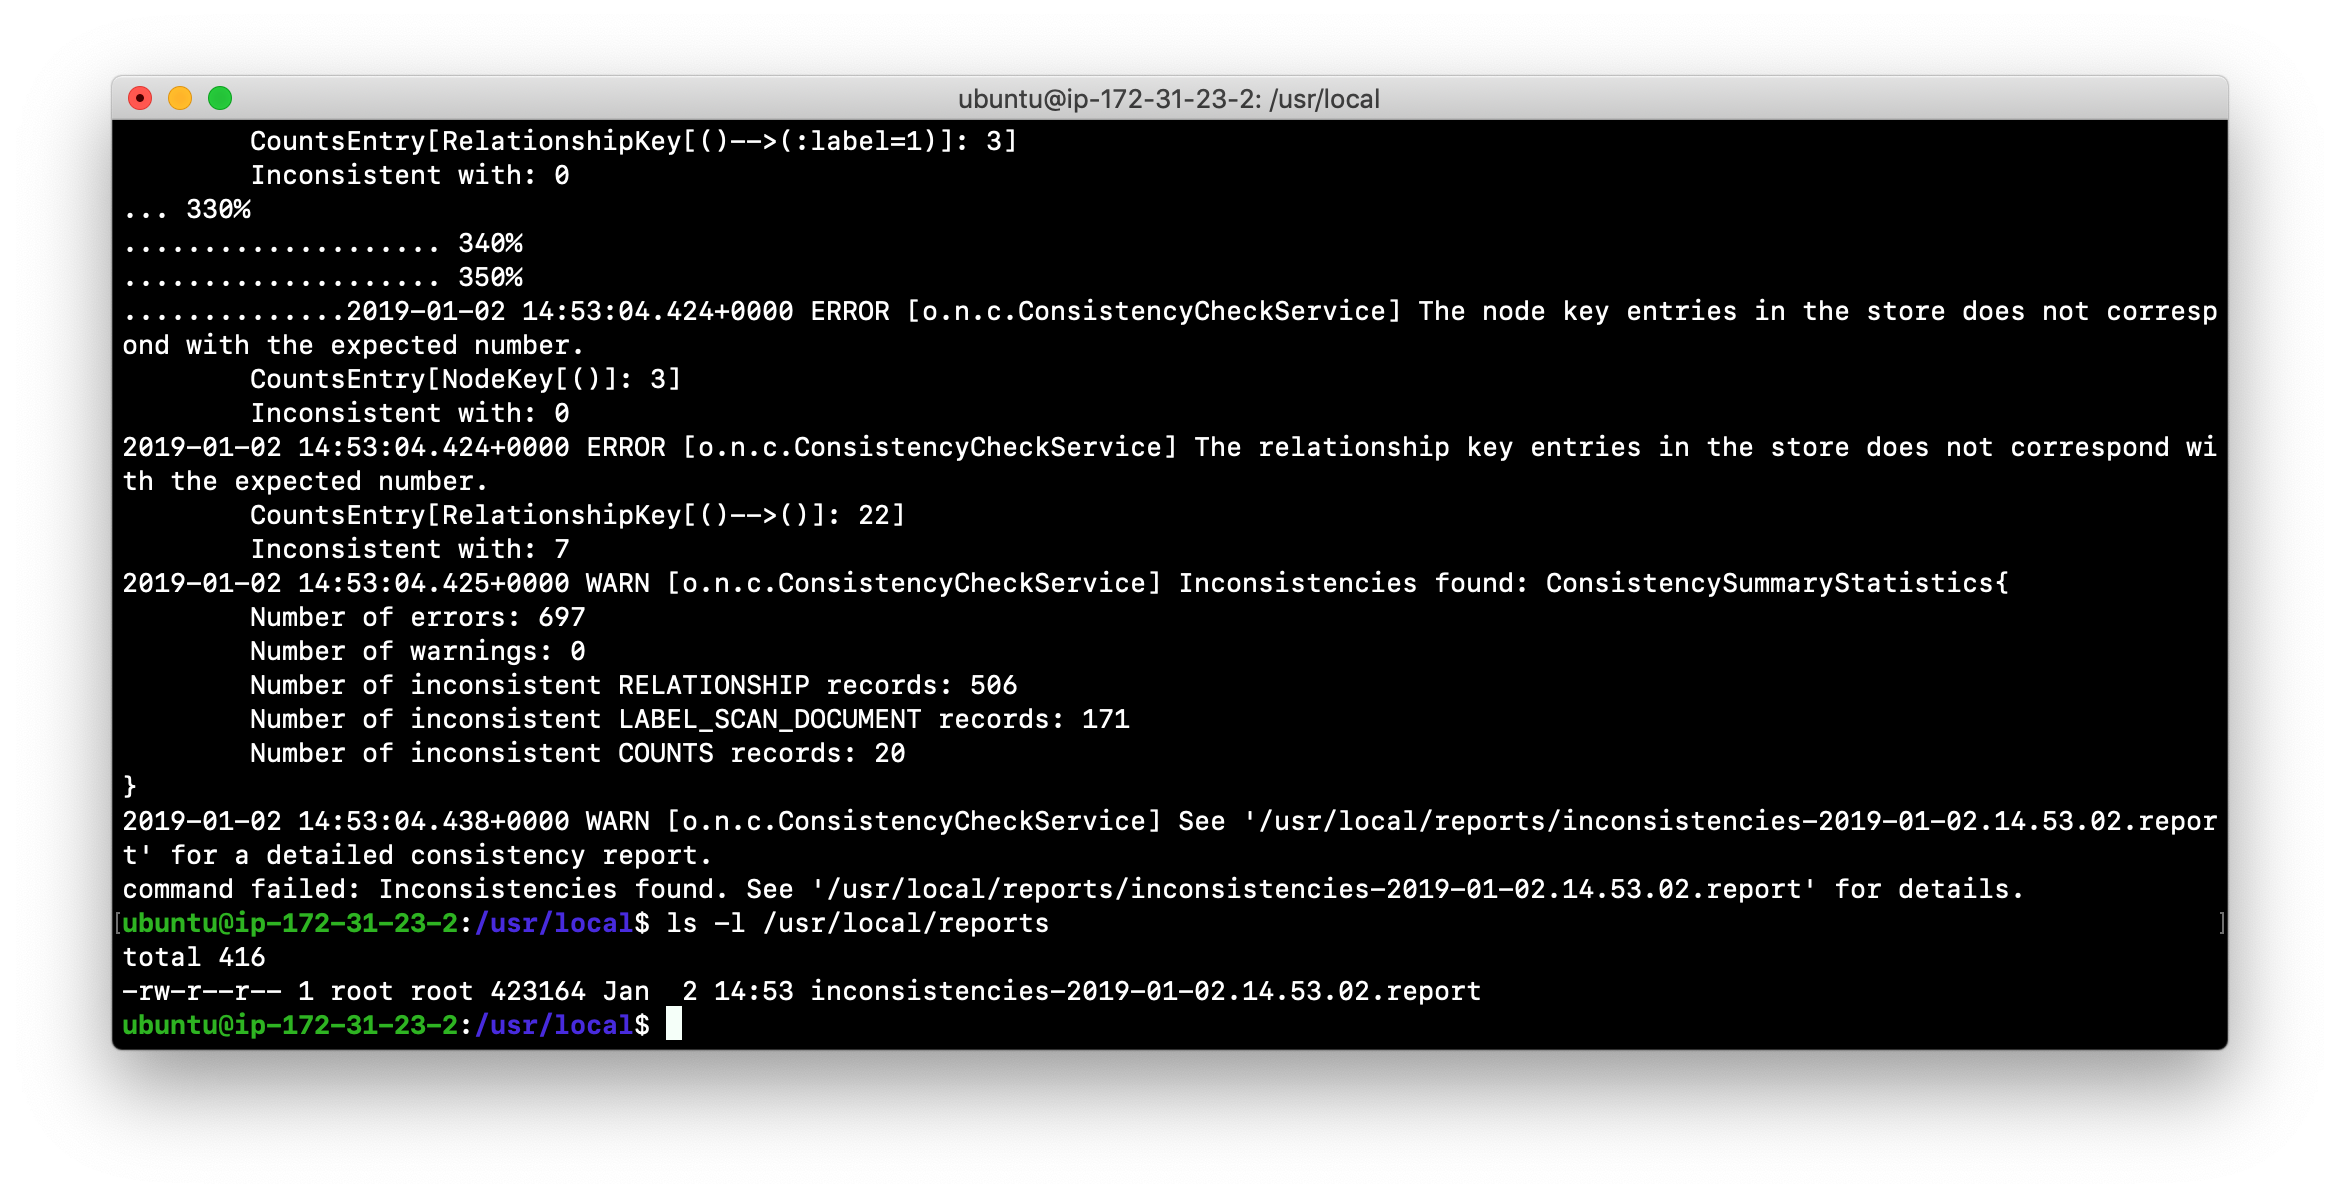 ubuntu@ip-172-31-23-2: /usr/local
        CountsEntry[RelationshipKey[()-->(:label=1)]: 3]
        Inconsistent with: 0
... 330%
.................... 340%
.................... 350%
..............2019-01-02 14:53:04.424+0000 ERROR [o.n.c.ConsistencyCheckService] The node key entries in the store does not corresp
ond with the expected number.
        CountsEntry[NodeKey[()]: 3]
        Inconsistent with: 0
2019-01-02 14:53:04.424+0000 ERROR [o.n.c.ConsistencyCheckService] The relationship key entries in the store does not correspond wi
th the expected number.
        CountsEntry[RelationshipKey[()-->()]: 22]
        Inconsistent with: 7
2019-01-02 14:53:04.425+0000 WARN [o.n.c.ConsistencyCheckService] Inconsistencies found: ConsistencySummaryStatistics{
        Number of errors: 697
        Number of warnings: 0
        Number of inconsistent RELATIONSHIP records: 506
        Number of inconsistent LABEL_SCAN_DOCUMENT records: 171
        Number of inconsistent COUNTS records: 20
}
2019-01-02 14:53:04.438+0000 WARN [o.n.c.ConsistencyCheckService] See '/usr/local/reports/inconsistencies-2019-01-02.14.53.02.repor
t' for a detailed consistency report.
command failed: Inconsistencies found. See '/usr/local/reports/inconsistencies-2019-01-02.14.53.02.report' for details.
[ubuntu@ip-172-31-23-2:/usr/local$ ls -l /usr/local/reports ]
total 416
-rw-r--r-- 1 root root 423164 Jan  2 14:53 inconsistencies-2019-01-02.14.53.02.report
ubuntu@ip-172-31-23-2:/usr/local$